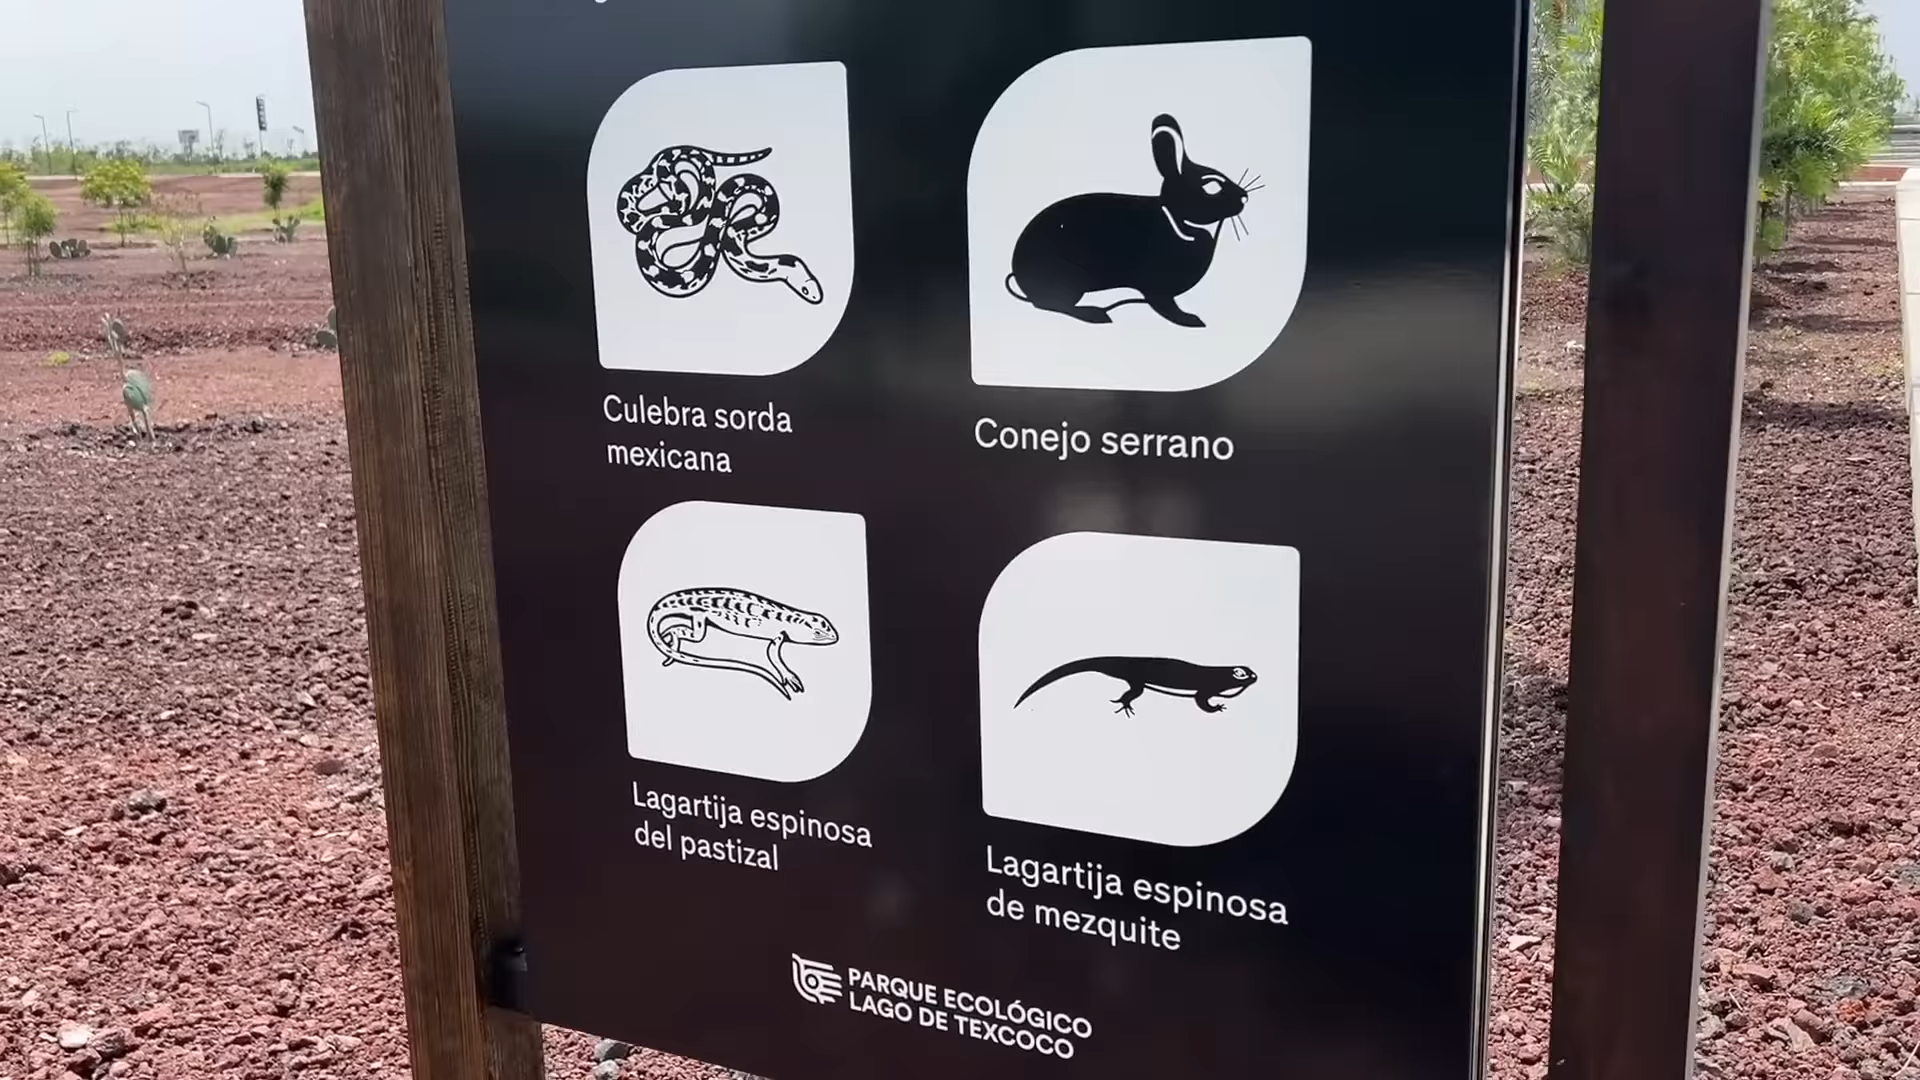 Culebra sorda
mexicana
Conejo serrano
Lagartija espinosa
del pastizal
Lagartija espinosa
de mezquite
PARQUE ECOLÓGICO
LAGO DE TEXCOCO